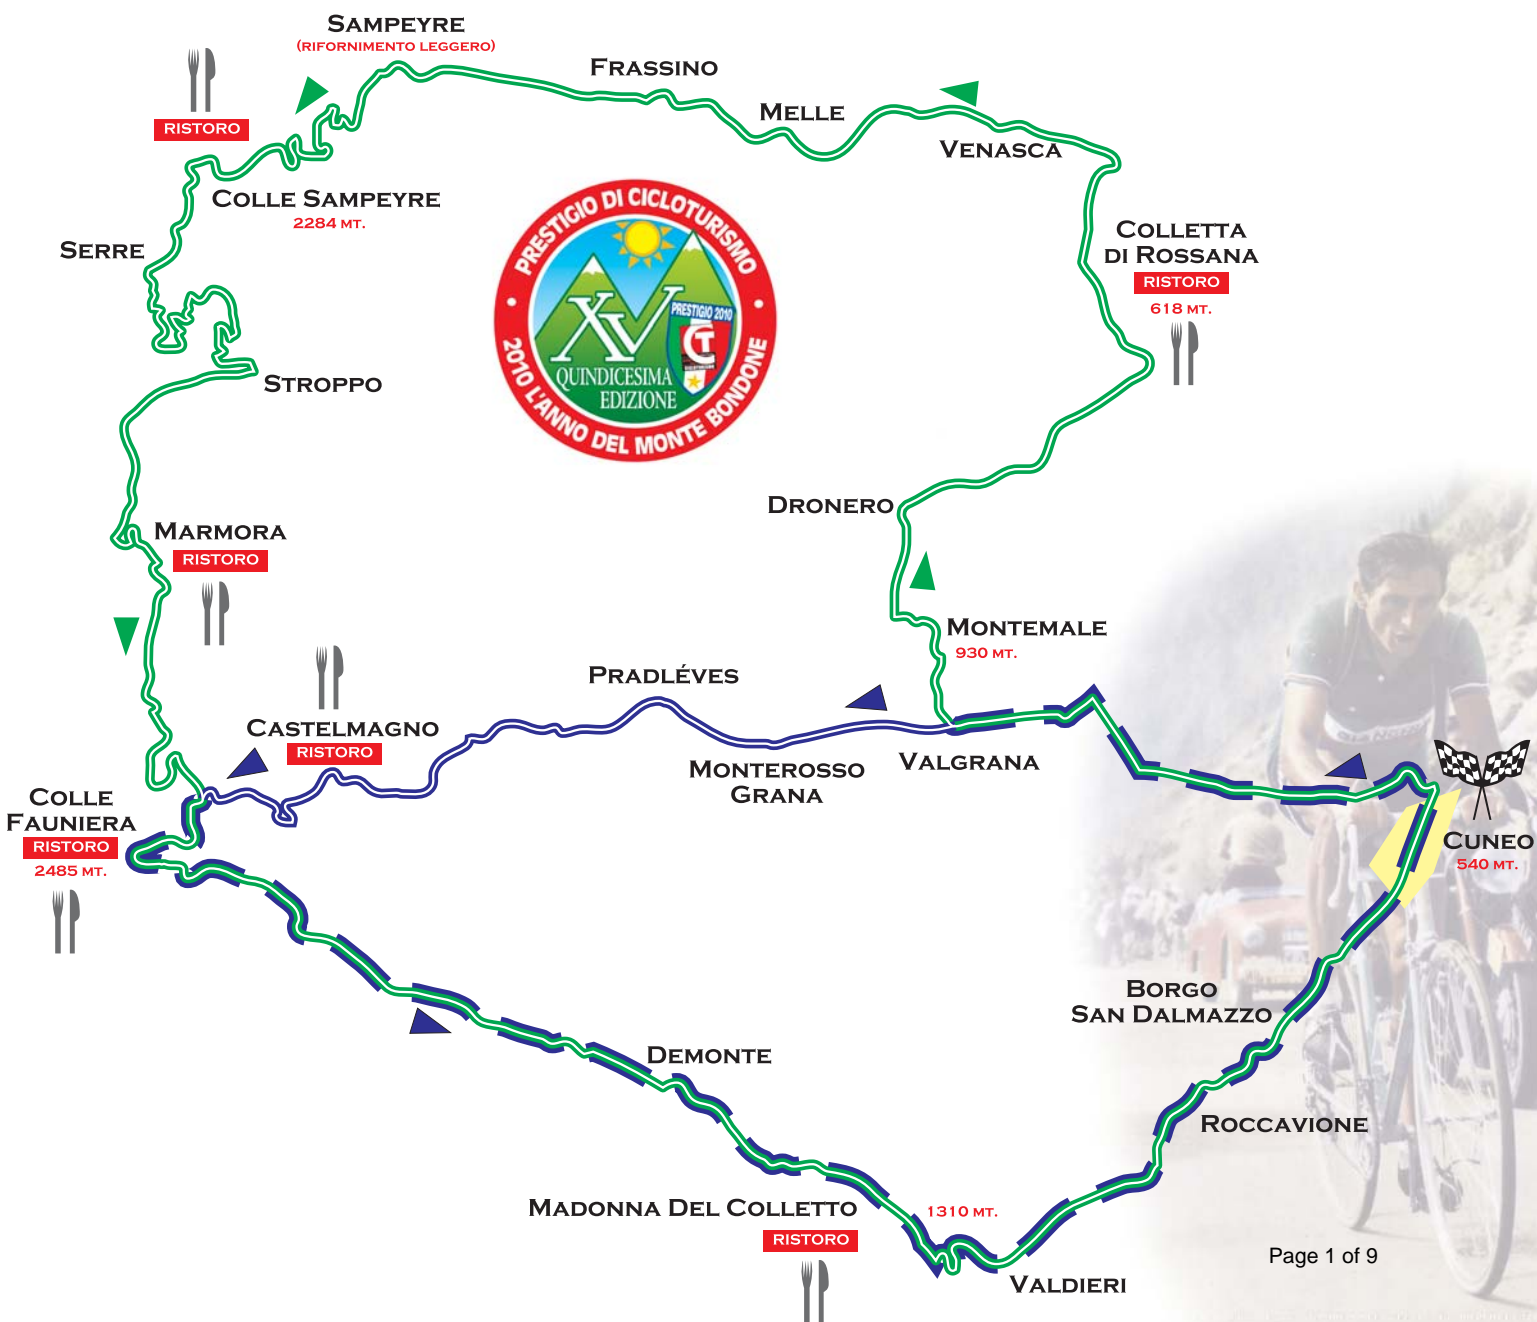 SAMPEYRE
(RIFORNIMENTO LEGGERO)
FRASSINO
MELLE
VENASCA
RISTORO
COLLE SAMPEYRE
2284 MT.
SERRE
STROPPO
PRESTIGIO DI CICLOTURISMO
XV
PRESTIGIO 2010
CT
QUINDICESIMA
EDIZIONE
2010 L'ANNO DEL MONTE BONDONE
COLLETTA
DI ROSSANA
RISTORO
618 MT.
DRONERO
MARMORA
RISTORO
MONTEMALE
930 MT.
PRADLÉVES
CASTELMAGNO
RISTORO
MONTEROSSO
GRANA
VALGRANA
COLLE
FAUNIERA
RISTORO
2485 MT.
CUNEO
540 MT.
BORGO
SAN DALMAZZO
DEMONTE
ROCCAVIONE
MADONNA DEL COLLETTO
1310 MT.
RISTORO
VALDIERI
Page 1 of 9